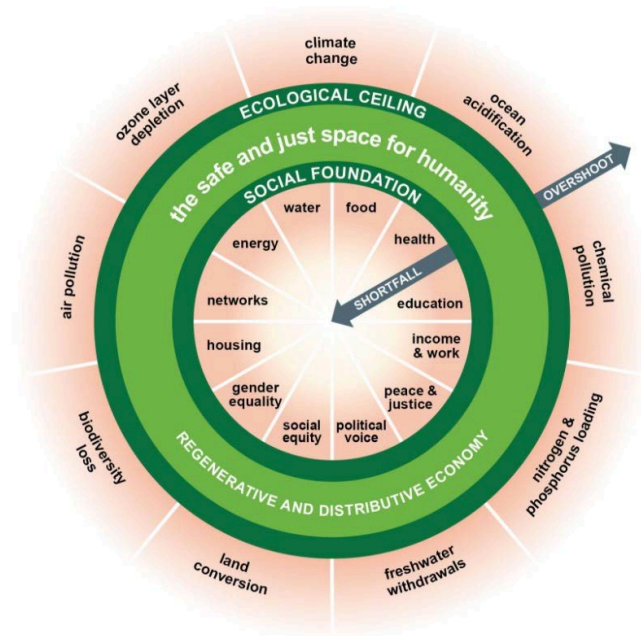 climate
change
ozone layer
depletion
ocean
acidification
ECOLOGICAL CEILING
OVERSHOOT
the safe and just space for humanity
SOCIAL FOUNDATION
water
food
energy
health
air pollution
chemical
pollution
SHORTFALL
networks
education
housing
income
& work
gender
equality
peace &
justice
social
equity
political
voice
biodiversity
loss
nitrogen &
phosphorus loading
REGENERATIVE AND DISTRIBUTIVE ECONOMY
land
conversion
freshwater
withdrawals